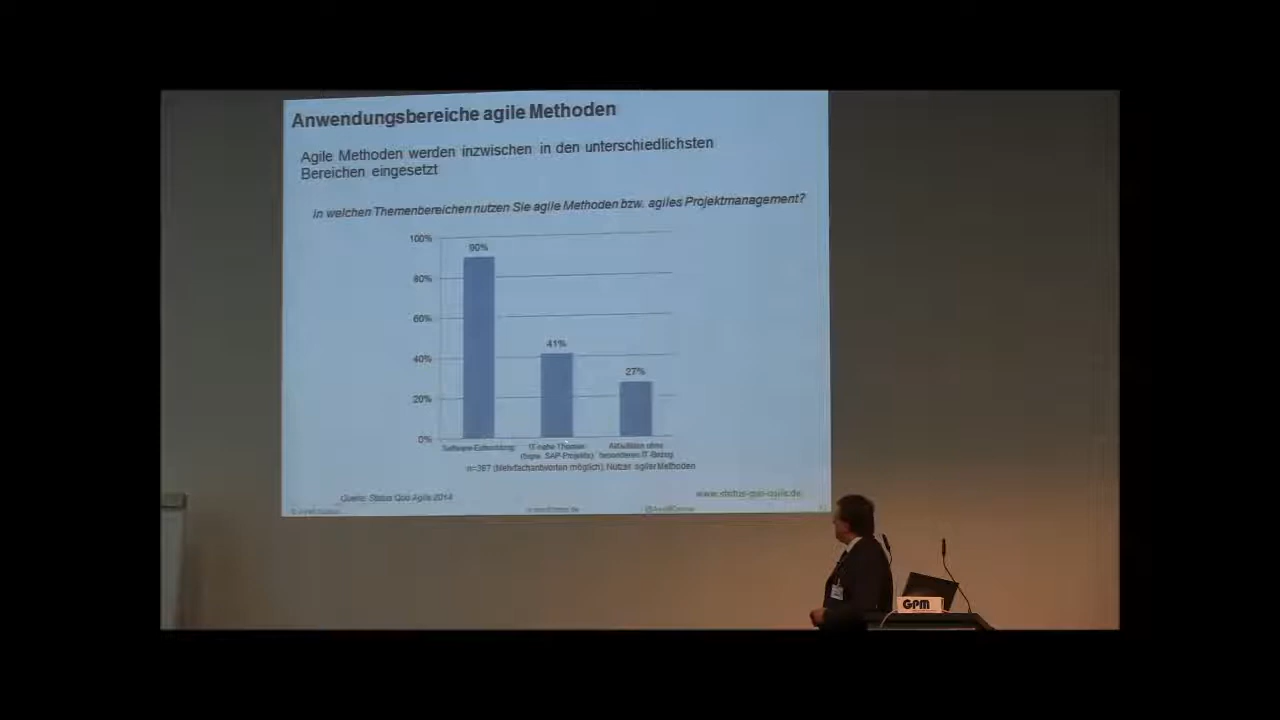 Anwendungsbereiche agile Methoden
Agile Methoden werden inzwischen in den unterschiedlichsten
Bereichen eingesetzt
In welchen Themenbereichen nutzen Sie agile Methoden bzw. agiles Projektmanagement?
100%
90%
80%
60%
41%
40%
27%
20%
0%
Software-Entwicklung
IT-nahe Themen
(bspw. SAP-Projekte)
Aktivitäten ohne
besonderen IT-Bezug
(Mehrfachantworten möglich), Nutzer agiler Methoden
Quelle: Status Quo Agile 2014
www.status-quo-agile.de
GPM